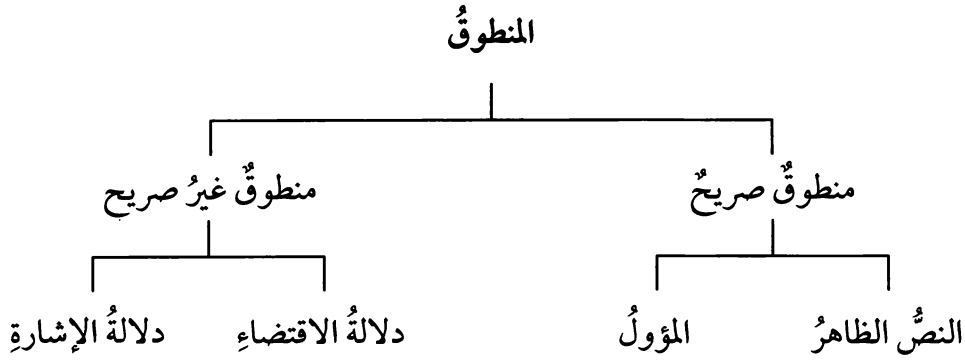 المنطوقُ
منطوقٌ صريحٌ
منطوقٌ غيرُ صريح
النصُّ الظاهرُ
المؤولُ
دلالةُ الاقتضاءِ
دلالةُ الإشارةِ